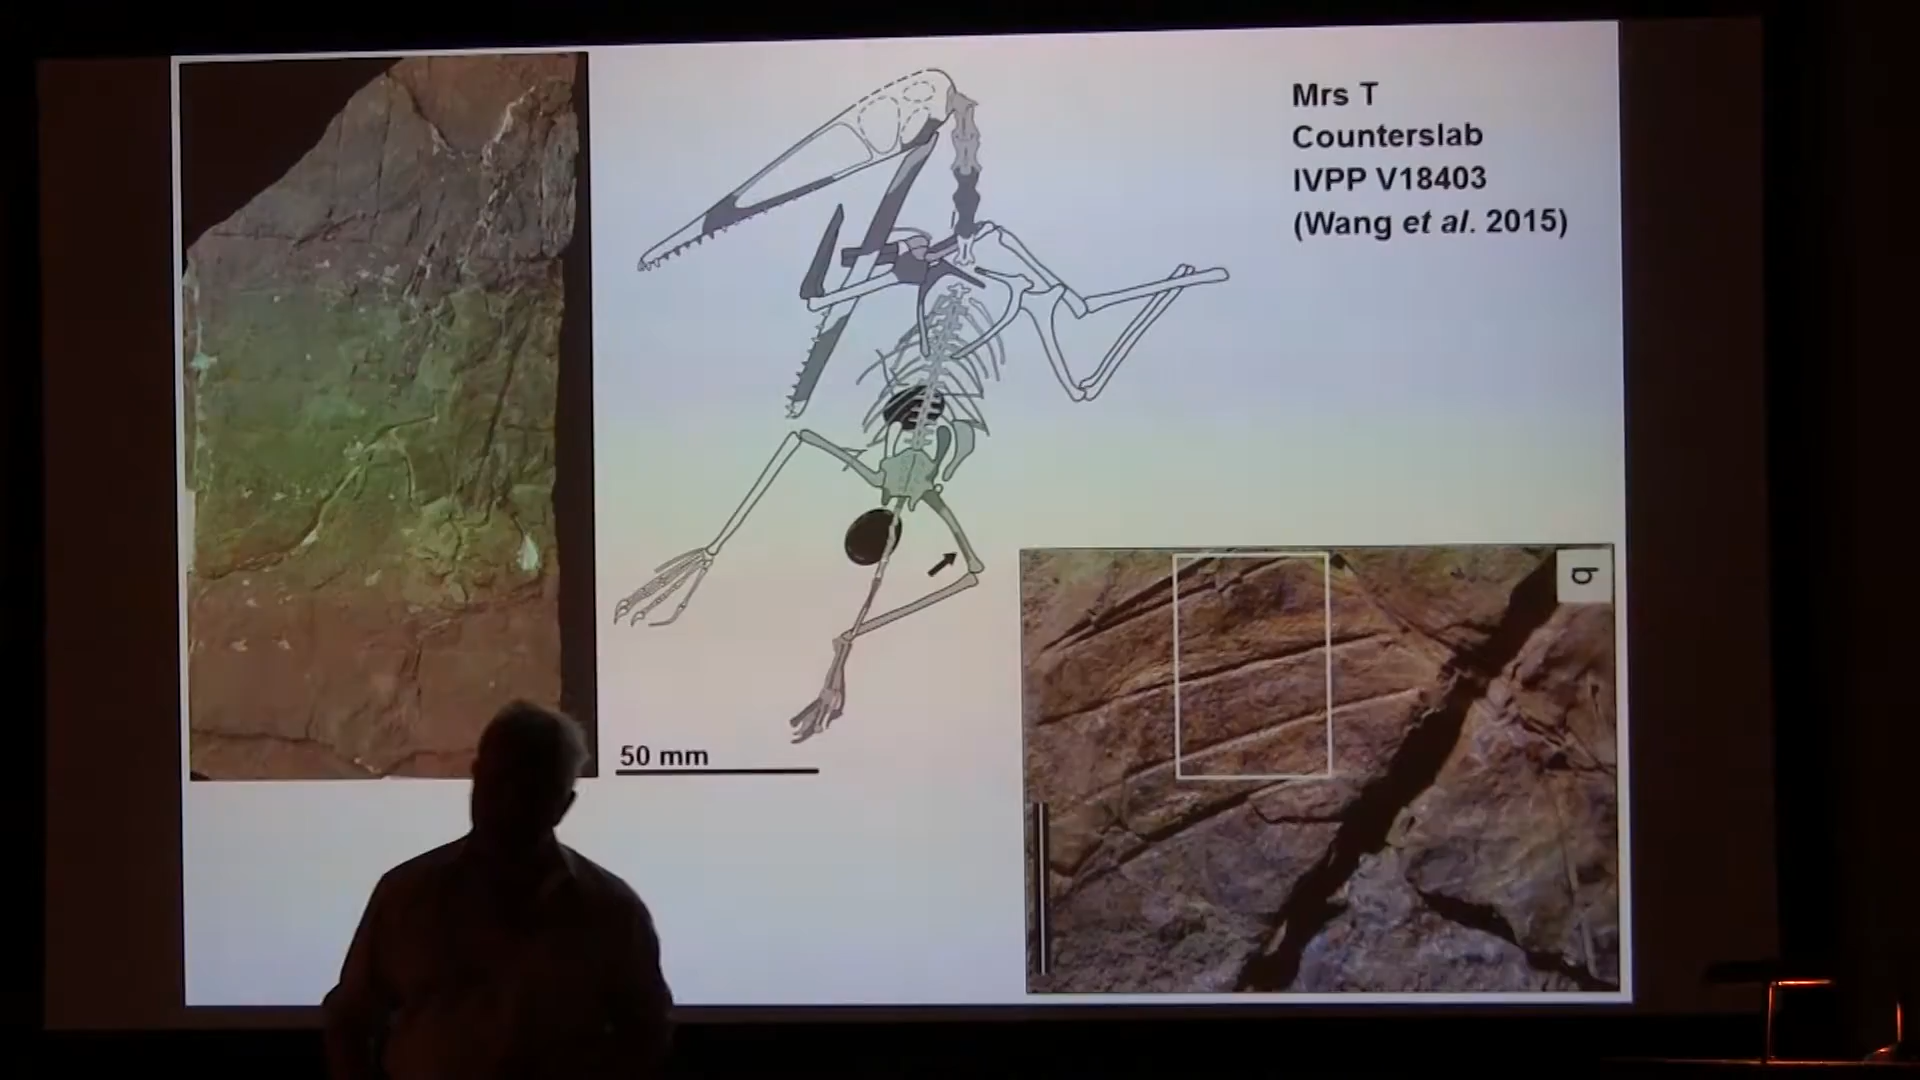 Mrs T
Counterslab
IVPP V18403
(Wang et al. 2015)
50 mm
b